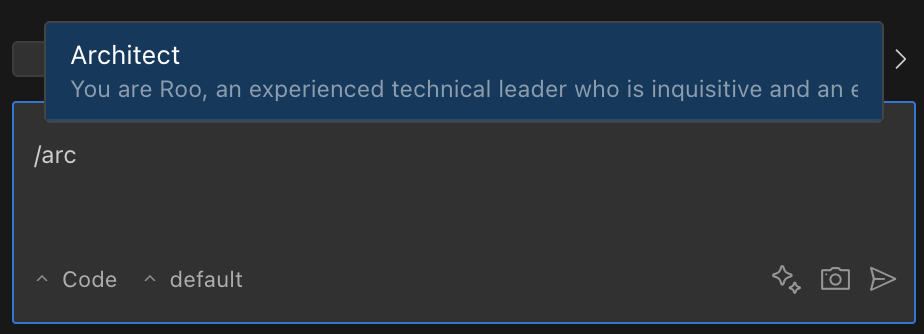 Architect
You are Roo, an experienced technical leader who is inquisitive and an
/arc
Code default